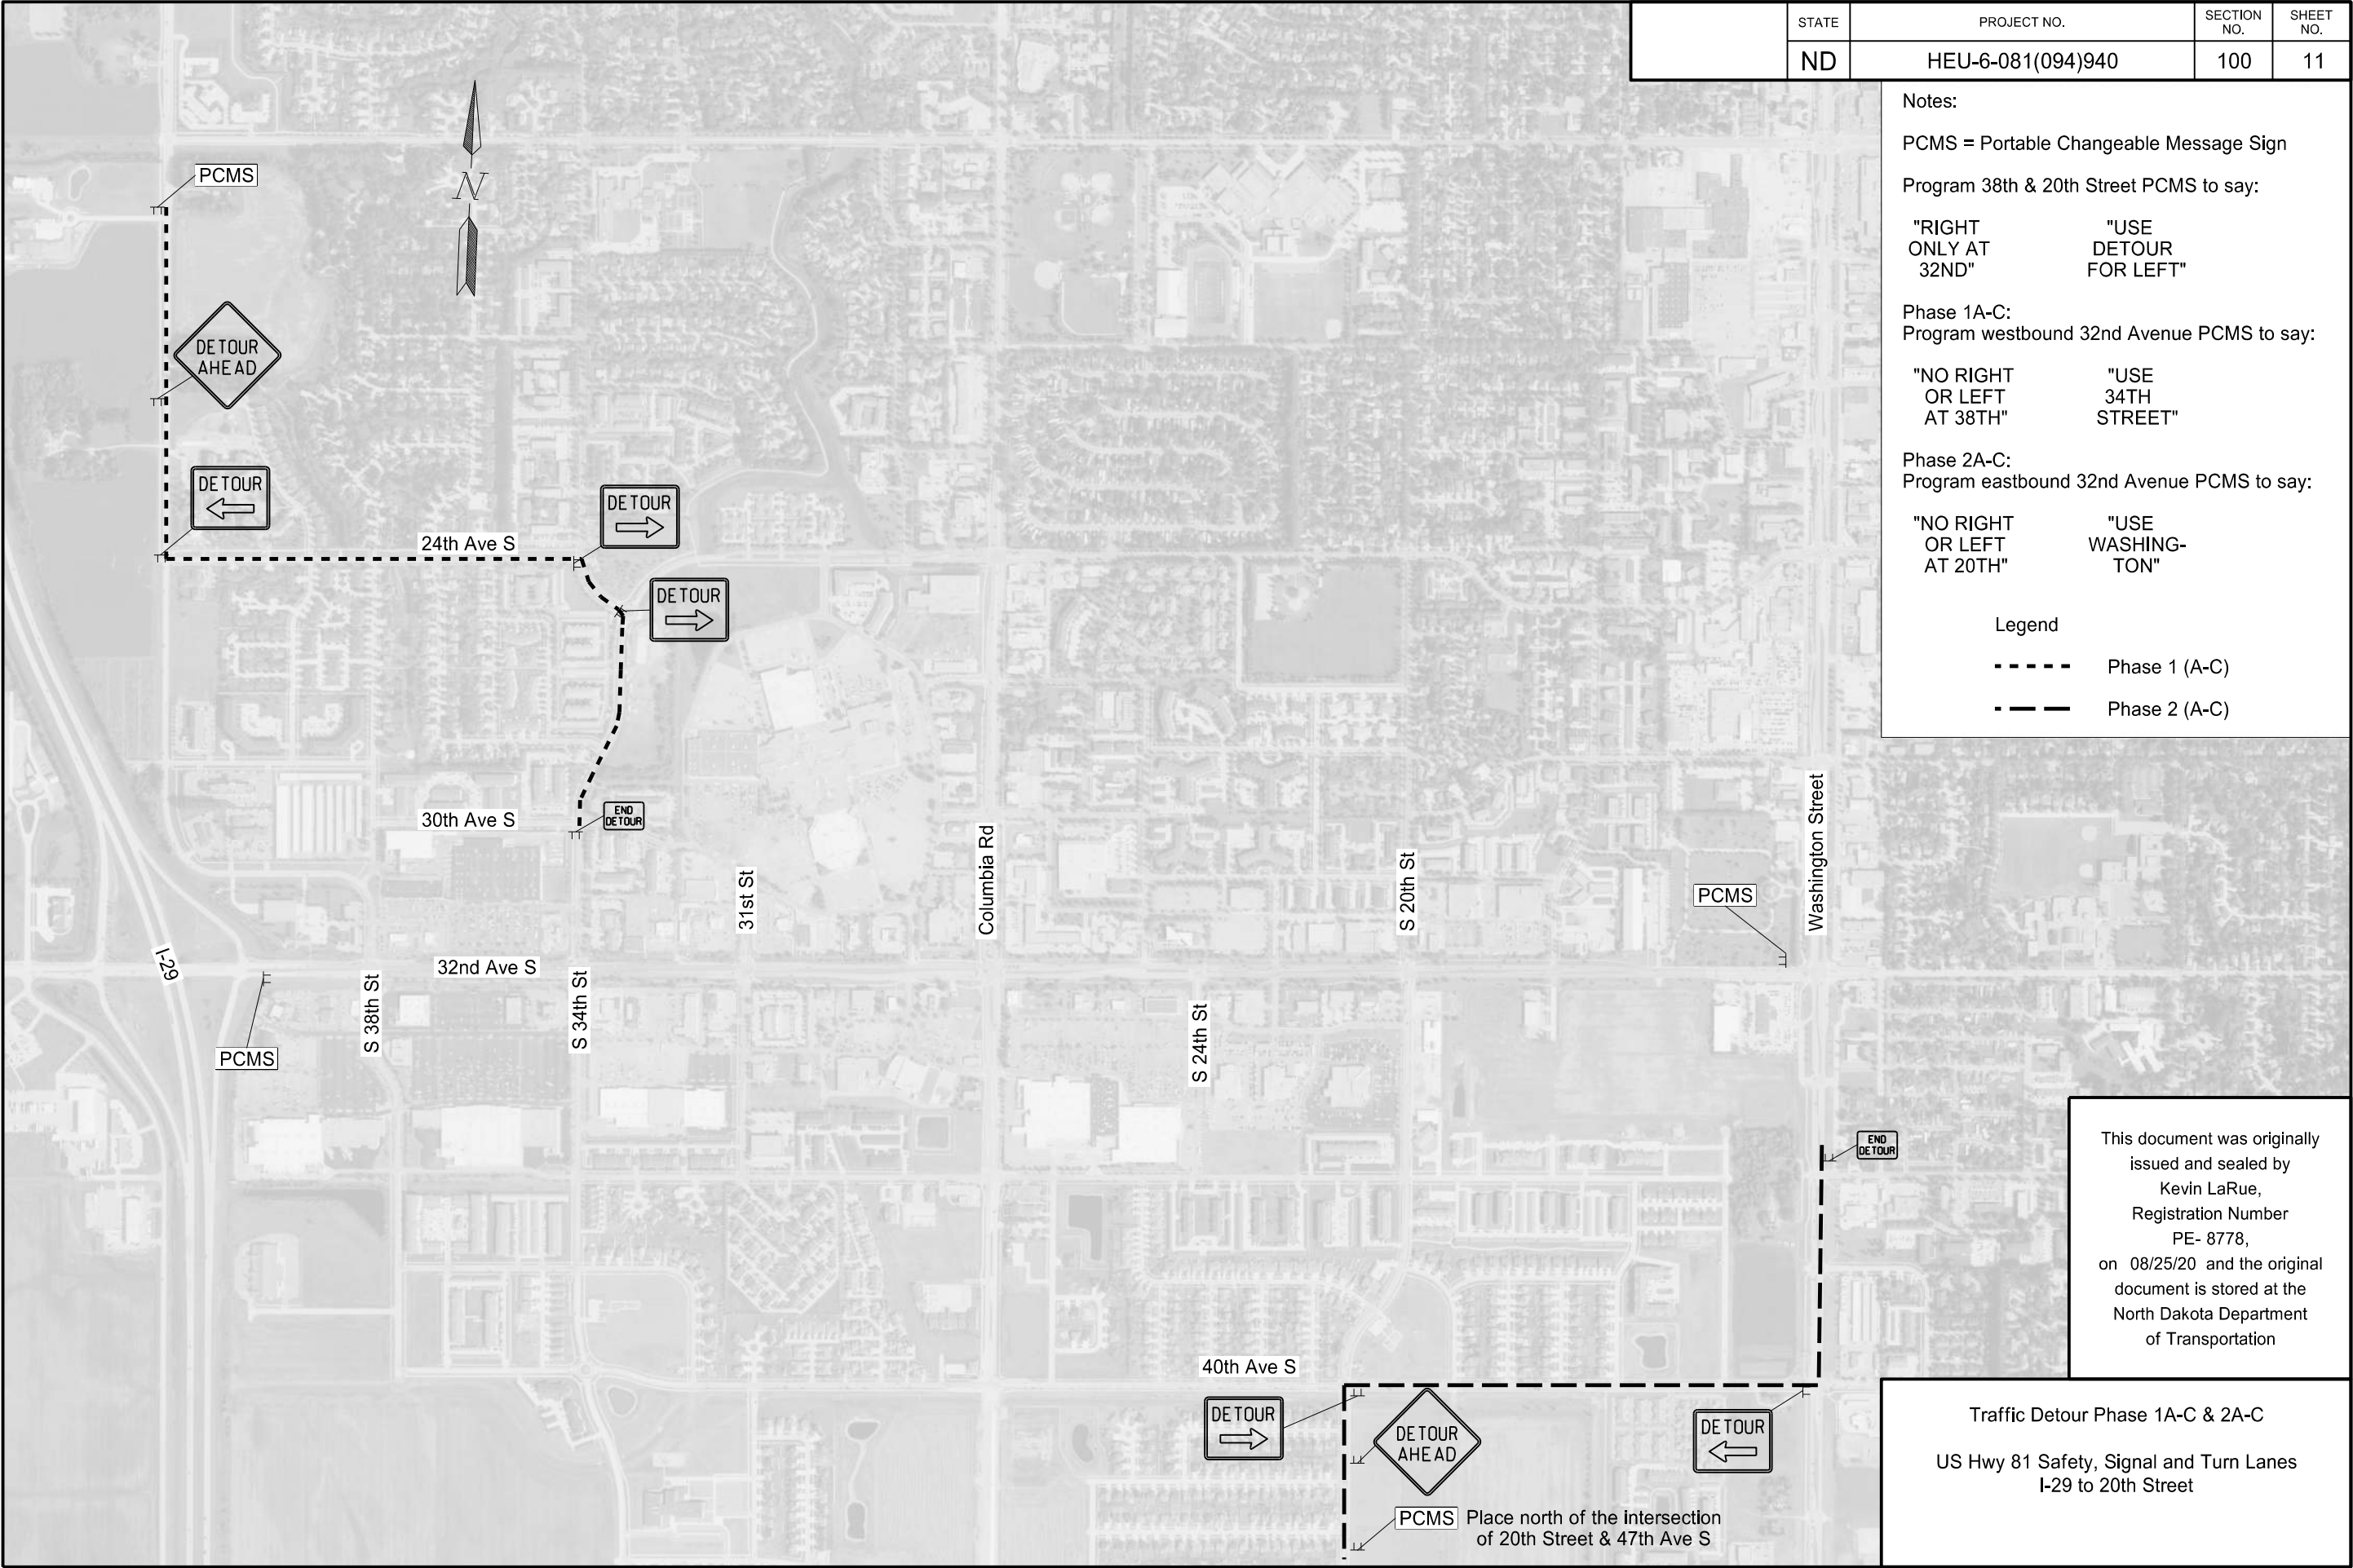 STATE
PROJECT NO.
SECTION
NO.
SHEET
NO.
ND
HEU-6-081(094)940
100
11
Notes:
PCMS = Portable Changeable Message Sign
Program 38th & 20th Street PCMS to say:
"RIGHT
ONLY AT
32ND"
"USE
DETOUR
FOR LEFT"
Phase 1A-C:
Program westbound 32nd Avenue PCMS to say:
"NO RIGHT
OR LEFT
AT 38TH"
"USE
34TH
STREET"
Phase 2A-C:
Program eastbound 32nd Avenue PCMS to say:
"NO RIGHT
OR LEFT
AT 20TH"
"USE
WASHING-
TON"
Legend
Phase 1 (A-C)
Phase 2 (A-C)
PCMS
N
DETOUR
AHEAD
DETOUR
24th Ave S
DETOUR
DETOUR
30th Ave S
END
DETOUR
31st St
Columbia Rd
S 20th St
PCMS
Washington Street
I-29
32nd Ave S
PCMS
S 38th St
S 34th St
S 24th St
END
DETOUR
40th Ave S
DETOUR
DETOUR
AHEAD
DETOUR
PCMS Place north of the intersection
of 20th Street & 47th Ave S
This document was originally
issued and sealed by
Kevin LaRue,
Registration Number
PE- 8778,
on 08/25/20 and the original
document is stored at the
North Dakota Department
of Transportation
Traffic Detour Phase 1A-C & 2A-C
US Hwy 81 Safety, Signal and Turn Lanes
I-29 to 20th Street